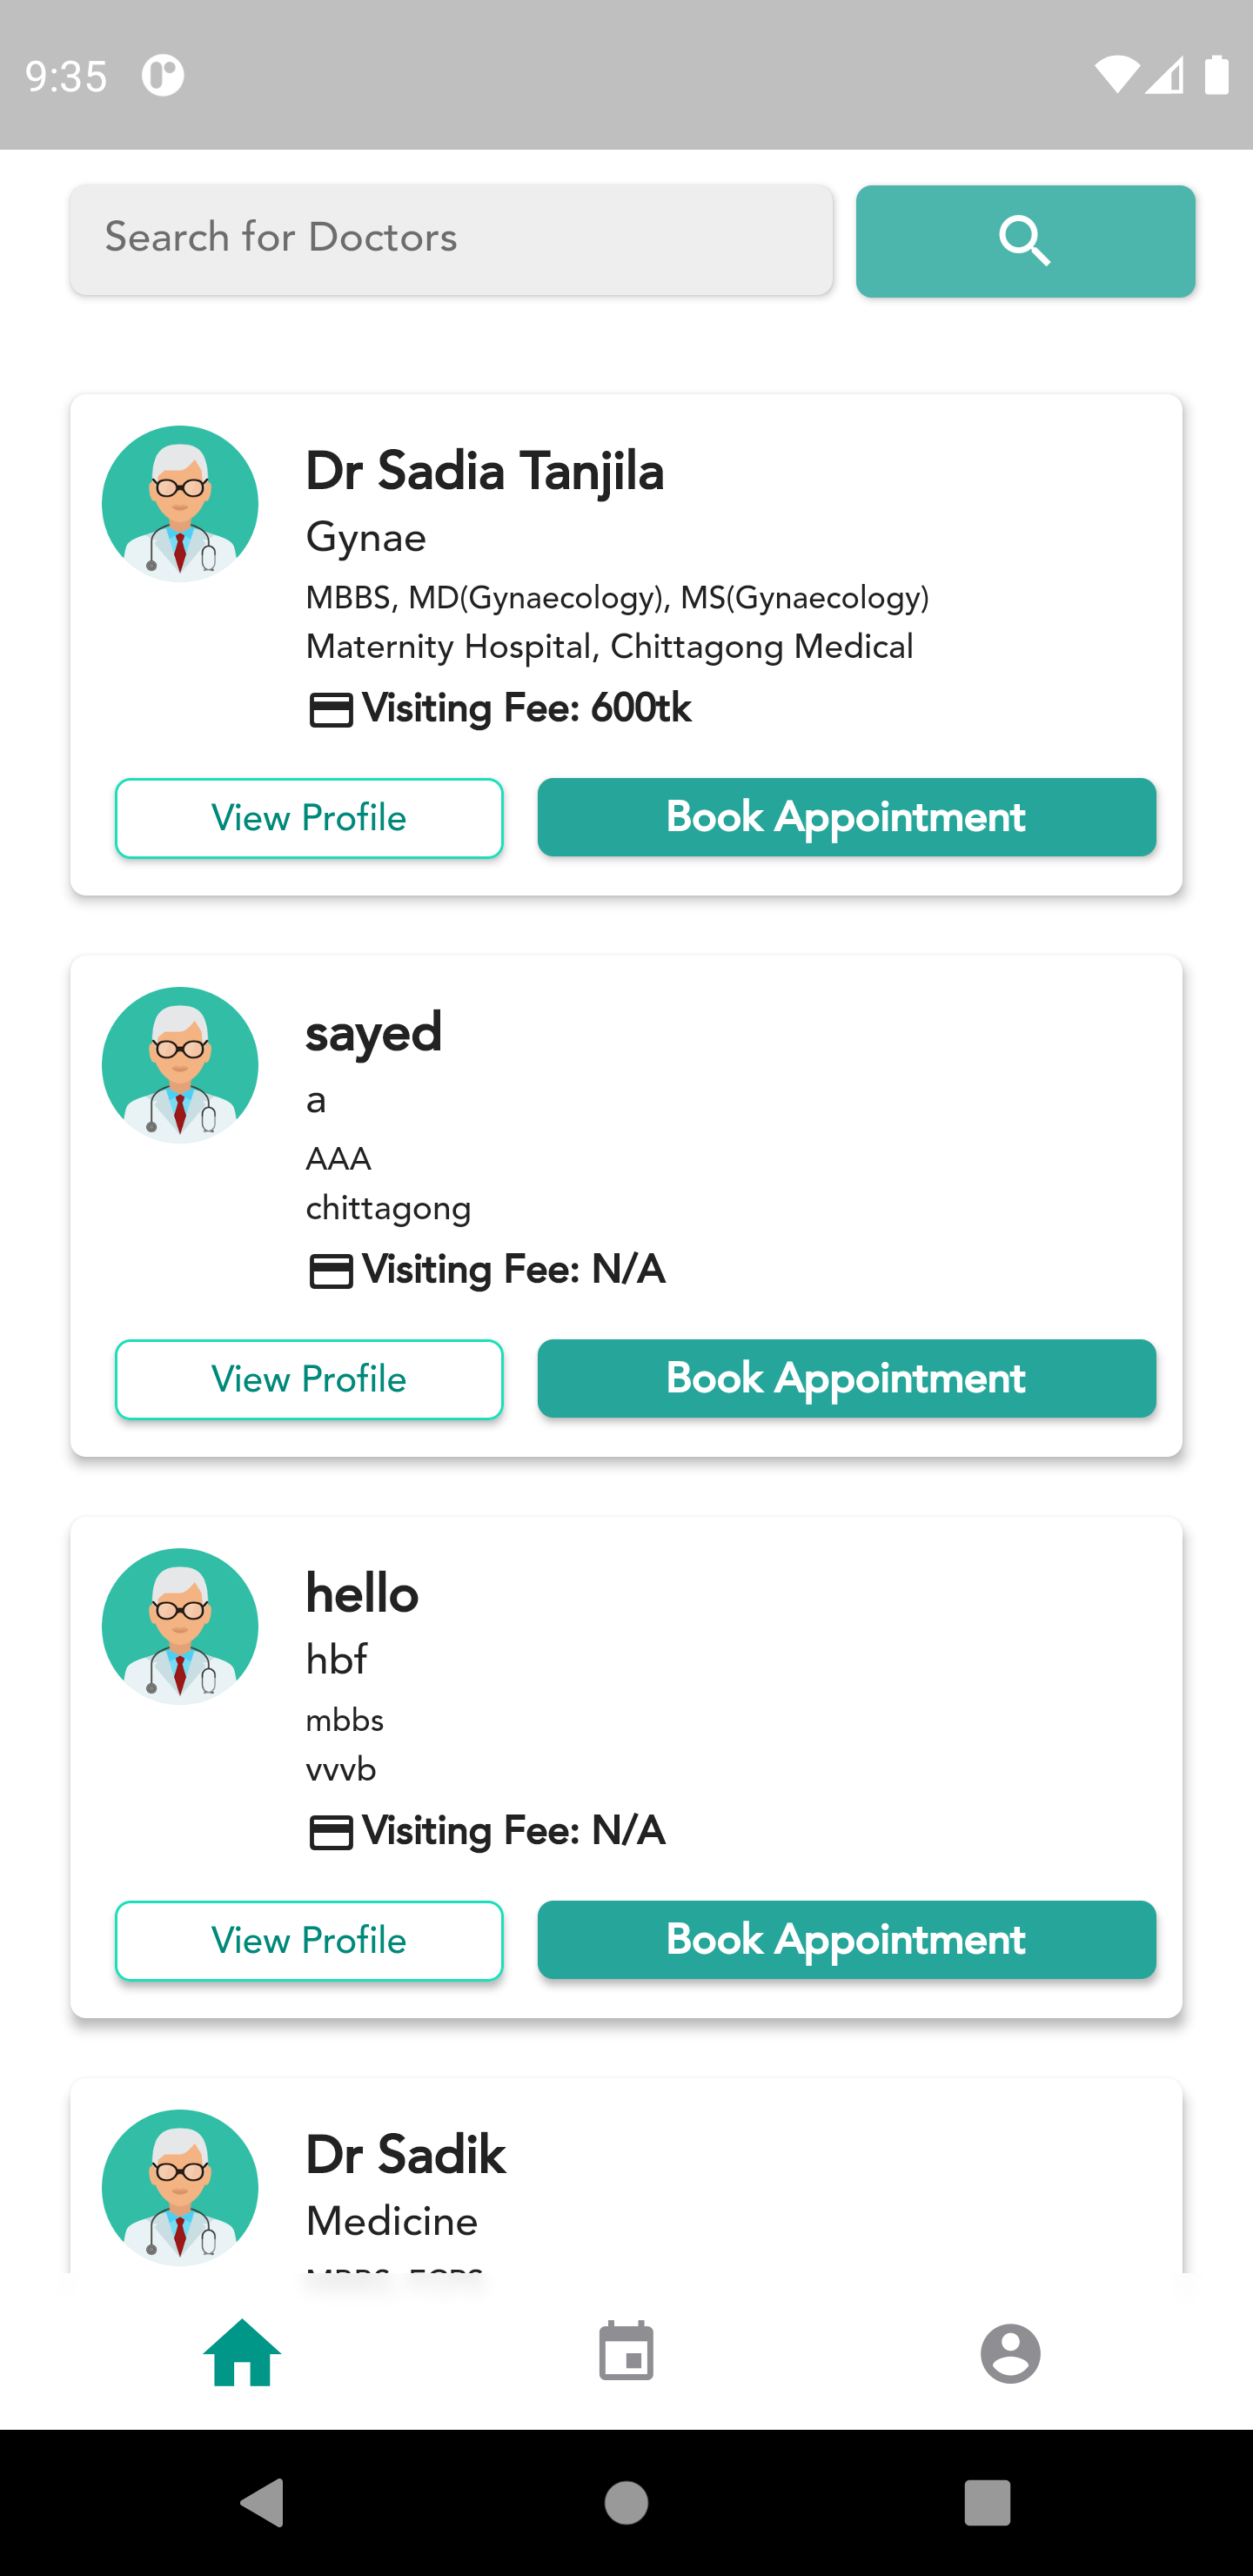 9:35
Search for Doctors
Dr Sadia Tanjila
Gynae
MBBS, MD(Gynaecology), MS(Gynaecology)
Maternity Hospital, Chittagong Medical
Visiting Fee: 600tk
View Profile
Book Appointment
sayed
a
AAA
chittagong
Visiting Fee: N/A
View Profile
Book Appointment
hello
hbf
mbbs
vvvb
Visiting Fee: N/A
View Profile
Book Appointment
Dr Sadik
Medicine